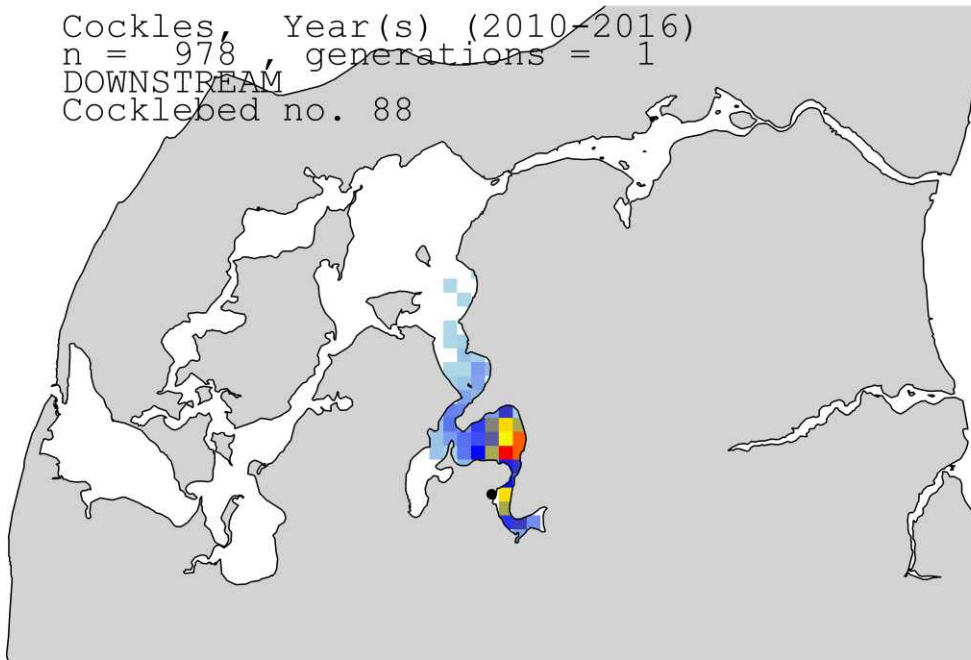 Cockles, Year(s) (2010-2016)
n = 978 , generations = 1
DOWNSTREAM
Cocklebed no. 88